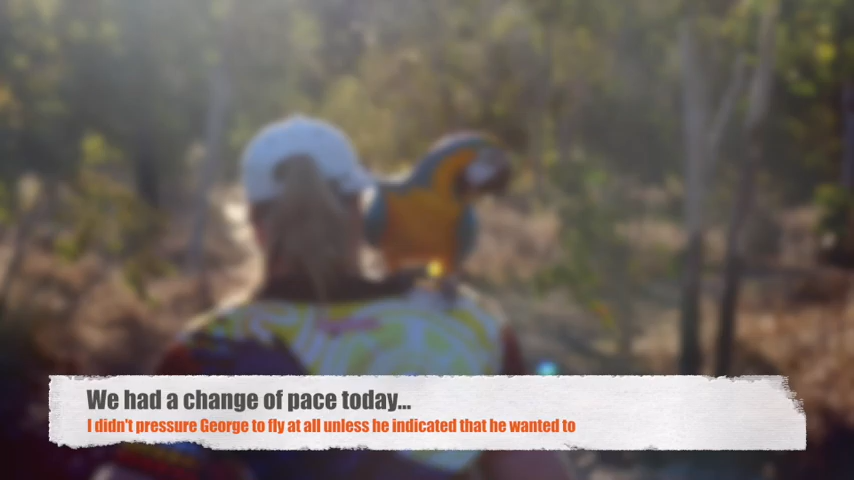 We had a change of pace today...
I didn't pressure George to fly at all unless he indicated that he wanted to